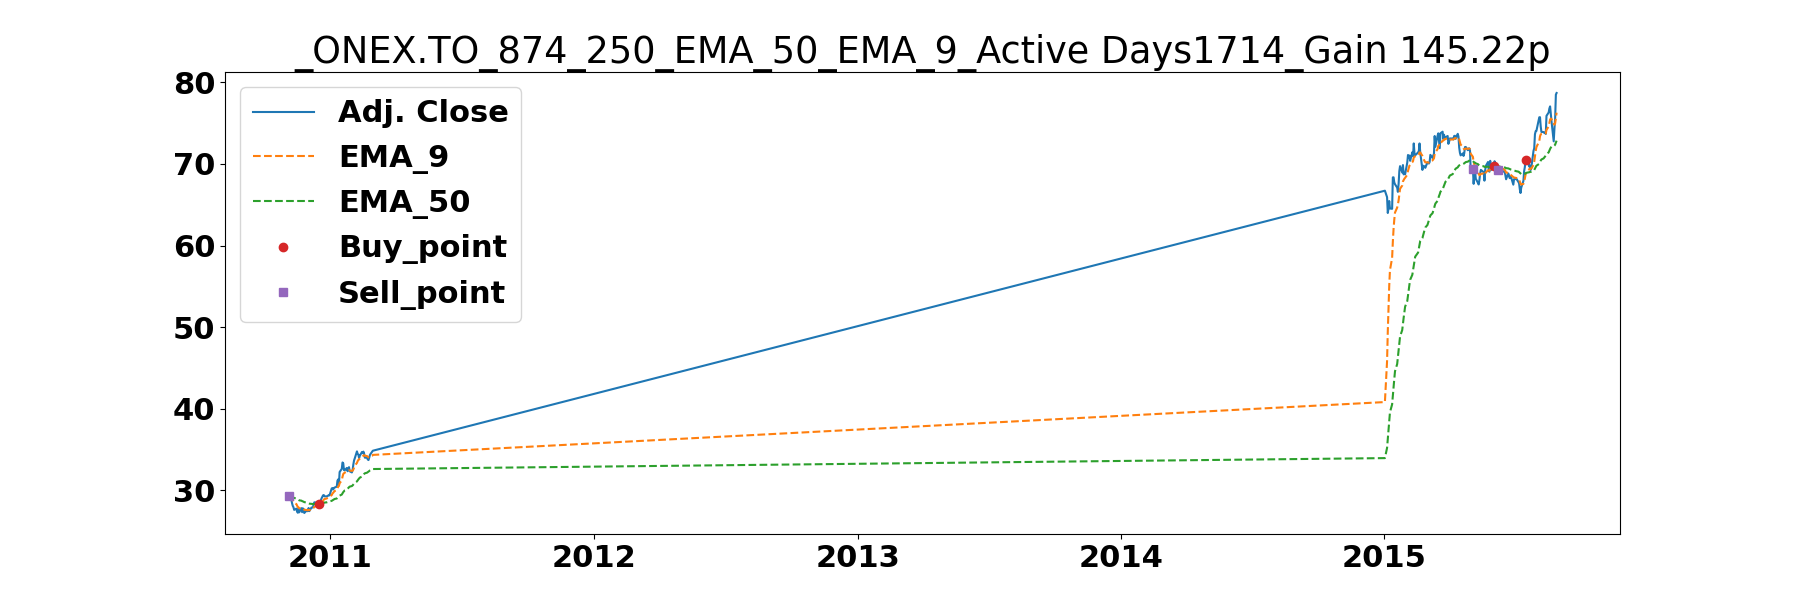 _ONEX.TO_874_250_EMA_50_EMA_9_Active Days1714_Gain 145.22p
80
70
60
50
40
30
Adj. Close
EMA_9
EMA_50
Buy_point
Sell_point
2011 2012 2013 2014 2015